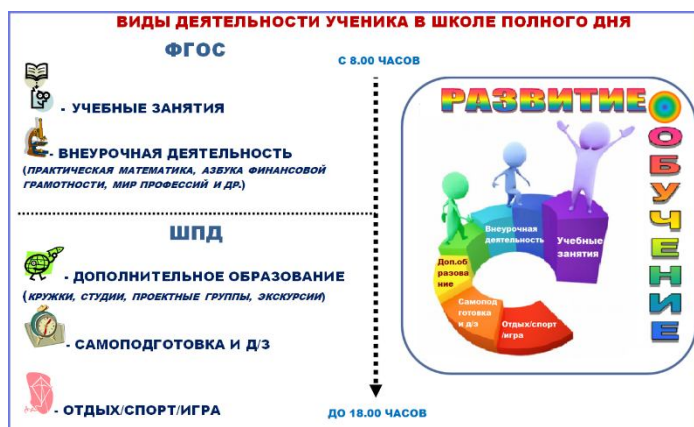 ВИДЫ ДЕЯТЕЛЬНОСТИ УЧЕНИКА В ШКОЛЕ ПОЛНОГО ДНЯ
ФГОС
- УЧЕБНЫЕ ЗАНЯТИЯ
- ВНЕУРОЧНАЯ ДЕЯТЕЛЬНОСТЬ
(ПРАКТИЧЕСКАЯ МАТЕМАТИКА, АЗБУКА ФИНАНСОВОЙ
ГРАМОТНОСТИ, МИР ПРОФЕССИЙ И ДР.)
ШПД
- ДОПОЛНИТЕЛЬНОЕ ОБРАЗОВАНИЕ
(КРУЖКИ, СТУДИИ, ПРОЕКТНЫЕ ГРУППЫ, ЭКСКУРСИИ)
- САМОПОДГОТОВКА И Д/З
- ОТДЫХ/СПОРТ/ИГРА
С 8.00 ЧАСОВ
ДО 18.00 ЧАСОВ
РАЗВИТИЕ
ОБУЧЕНИЕ
Внеурочная
деятельность
Учебные
занятия
Доп.об
разова
ние
Самопод
готовка
и д/з
Отдых/спорт
/игра